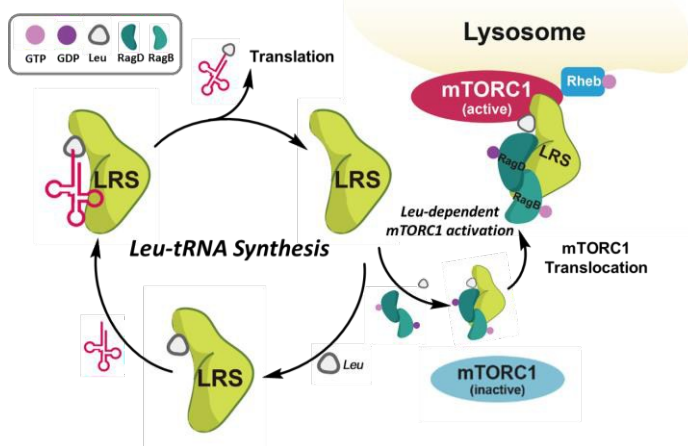 GTP GDP Leu RagD RagB
Translation
Lysosome
mTORC1
(active)
Rheb
LRS
LRS
LRS
RagD
RagB
Leu-dependent
mTORC1 activation
Leu-tRNA Synthesis
mTORC1
Translocation
LRS
Leu
mTORC1
(inactive)